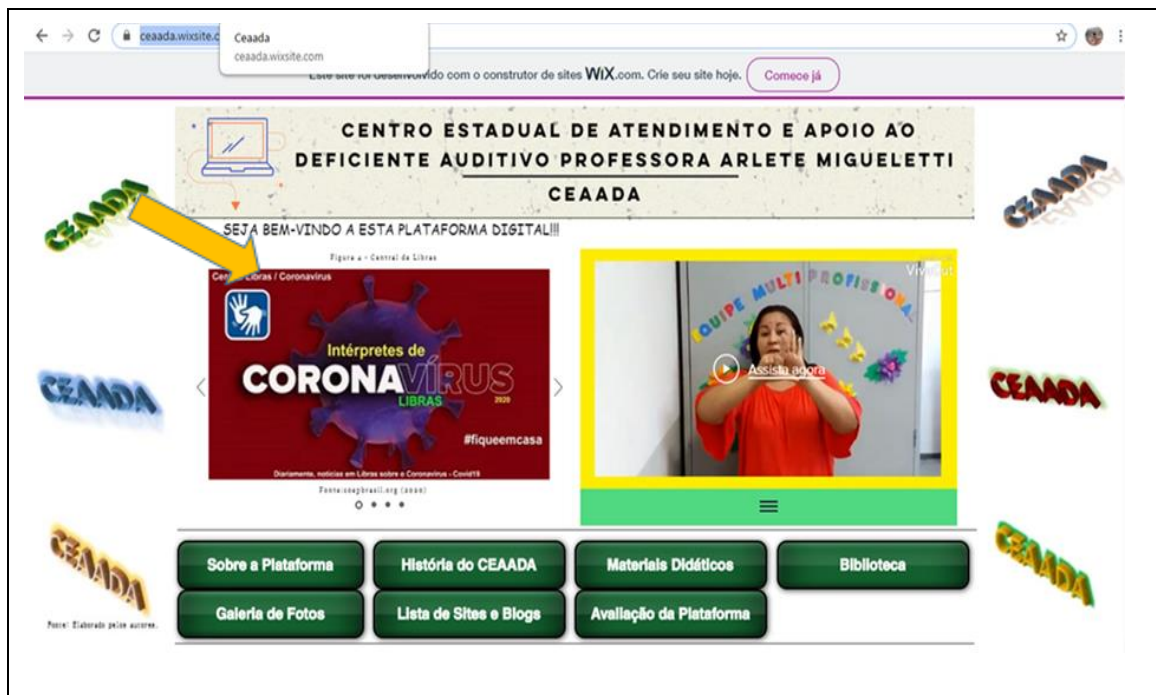 ceaada.wixsite.c
Ceaada
ceaada.wixsite.com
Este site foi desenvolvido com o construtor de sites WiX.com. Crie seu site hoje. Comece já
CENTRO ESTADUAL DE ATENDIMENTO E APOIO AO
DEFICIENTE AUDITIVO PROFESSORA ARLETE MIGUELETTI
CEAADA
SEJA BEM-VINDO A ESTA PLATAFORMA DIGITAL!!!
Figura 4 - Central de Libras
Libras / Coronavírus
Intérpretes de
CORONAVÍRUS
LIBRAS 2020
#fiqueemcasa
Diariamente, notícias em Libras sobre o Coronavírus - Covid19
(2020)
EQUIPE MULTI PROFISSIONAL
Assista agora
CEAADA
CEAADA
CEAADA
CEAADA
CEAADA
CEAADA
Sobre a Plataforma História do CEAADA Materiais Didáticos Biblioteca
Galeria de Fotos Lista de Sites e Blogs Avaliação da Plataforma
Fonte: Elaborado pelos autores.